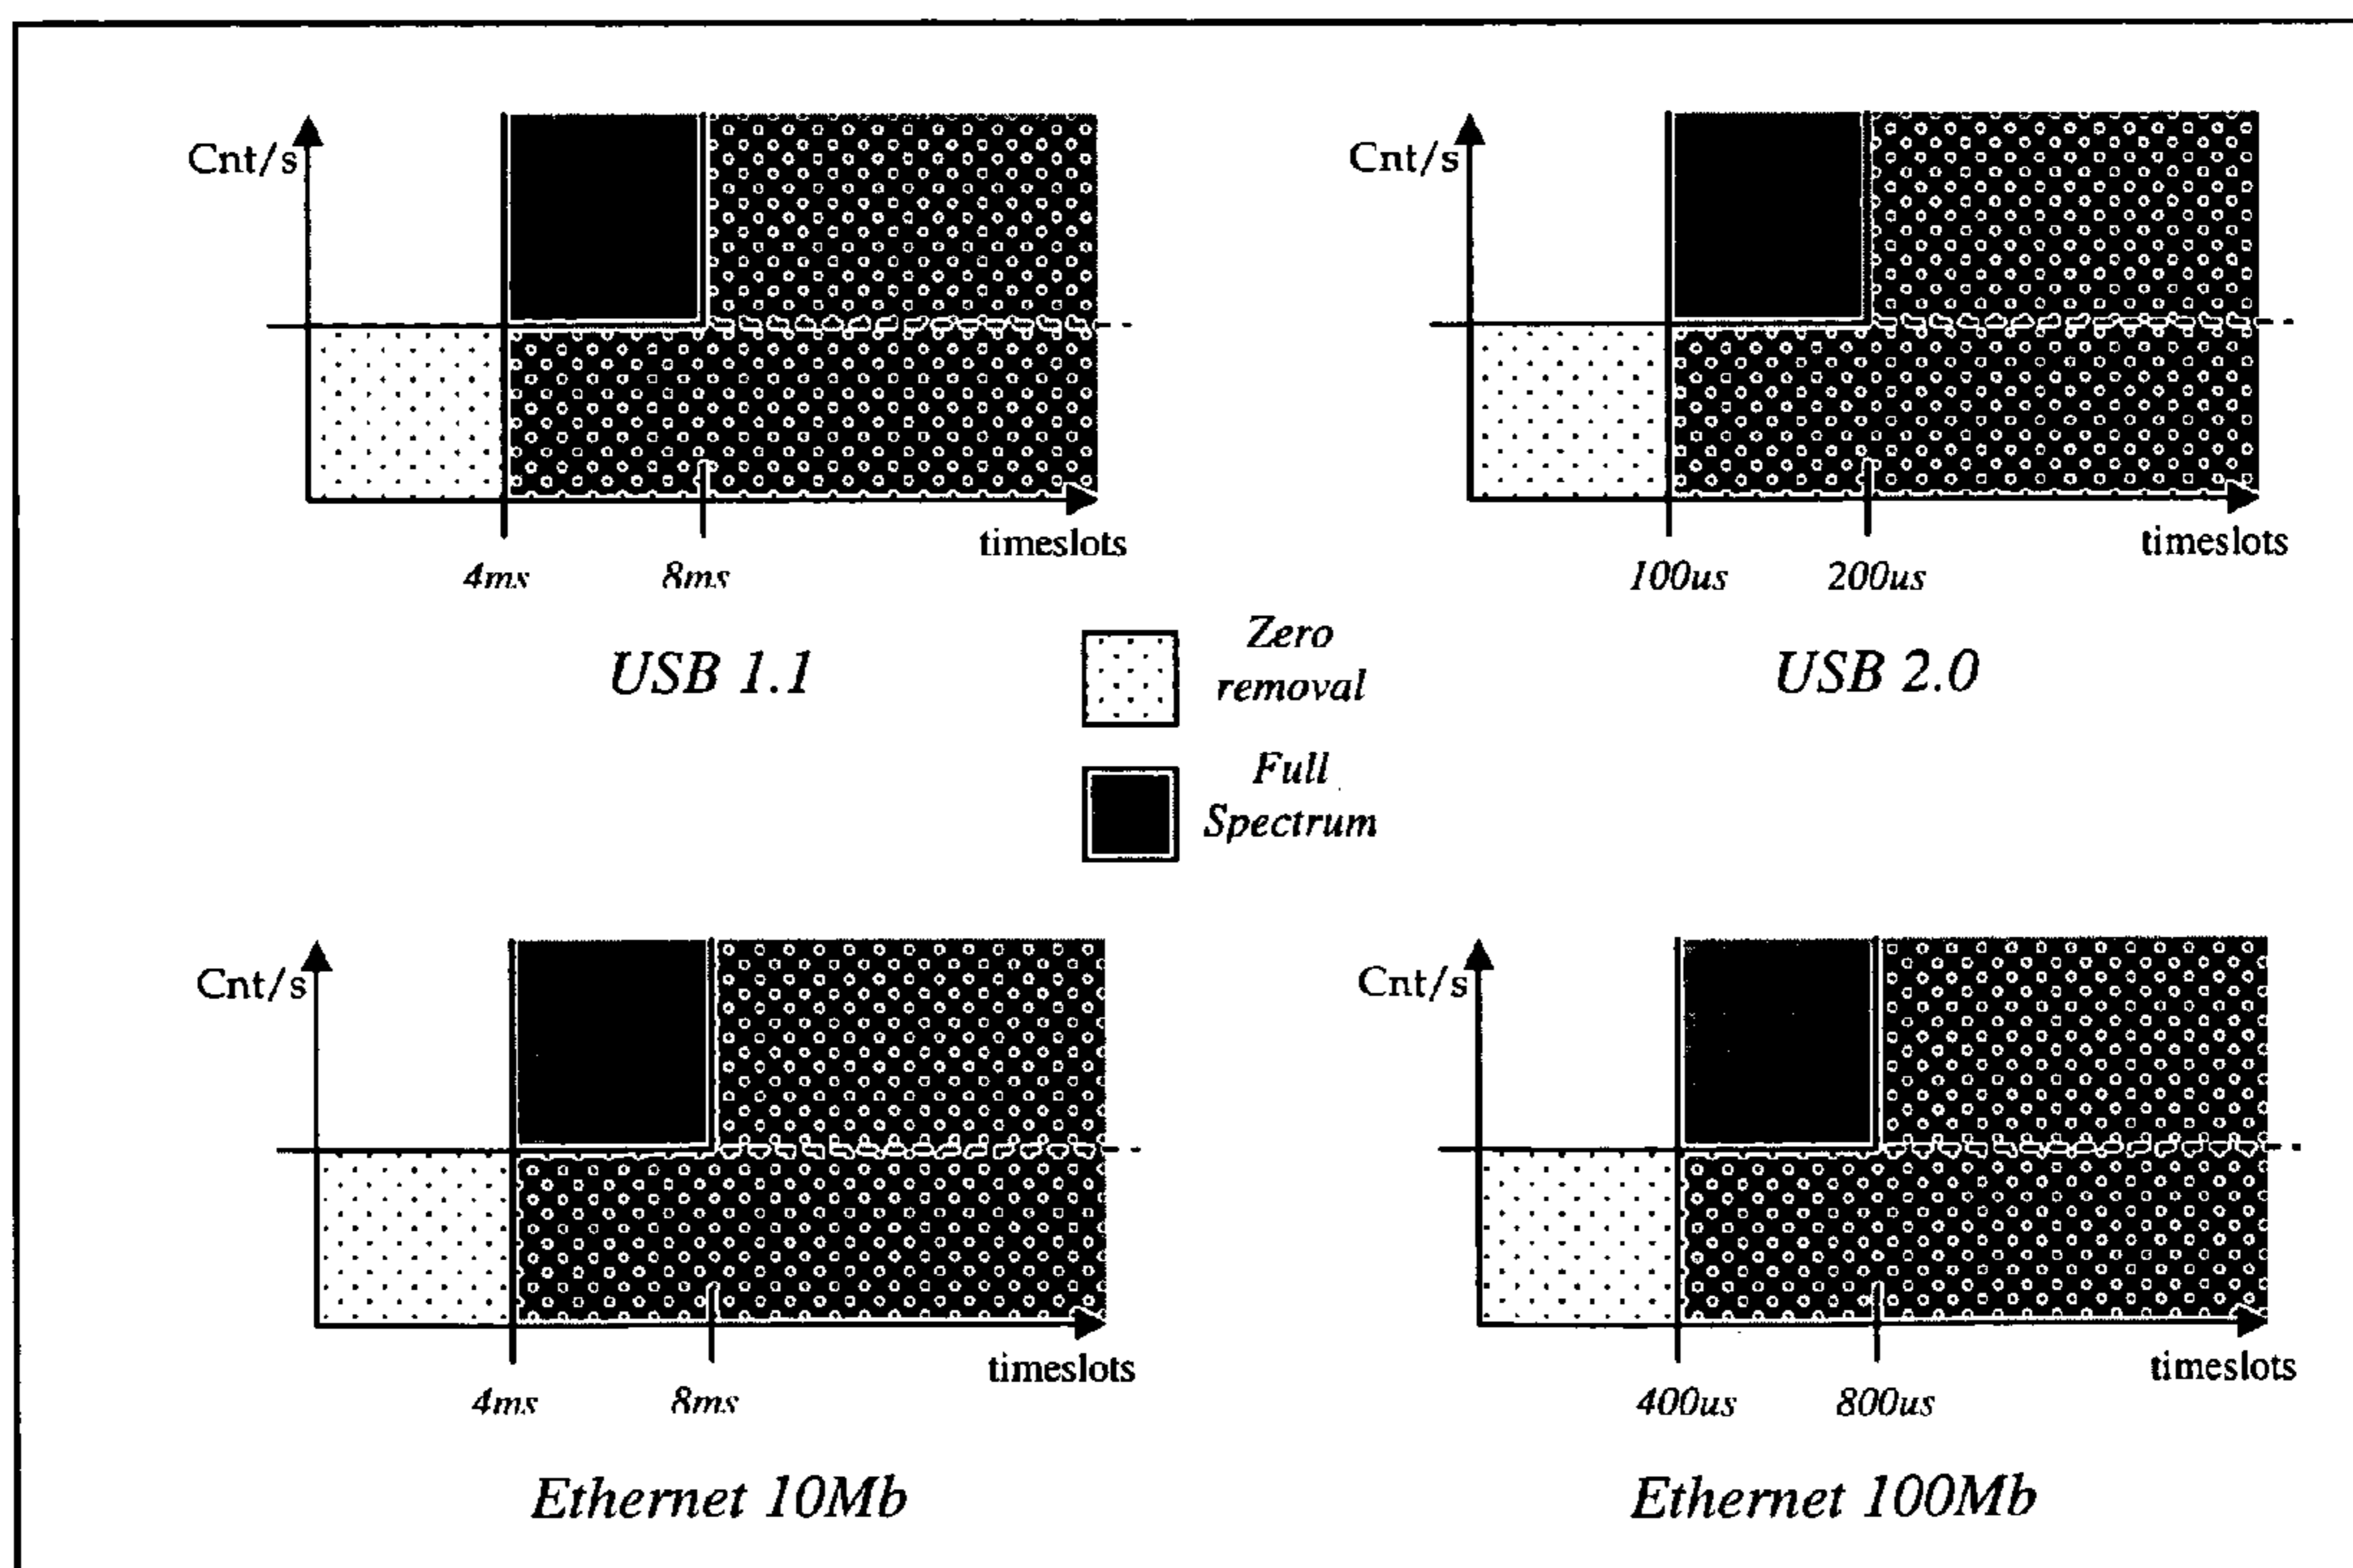 Cnt/s
timeslots
4ms
8ms
USB 1.1
Cnt/s
timeslots
100us
200us
USB 2.0
Zero
removal
Full
Spectrum
Cnt/s
timeslots
4ms
8ms
Ethernet 10Mb
Cnt/s
timeslots
400us
800us
Ethernet 100Mb